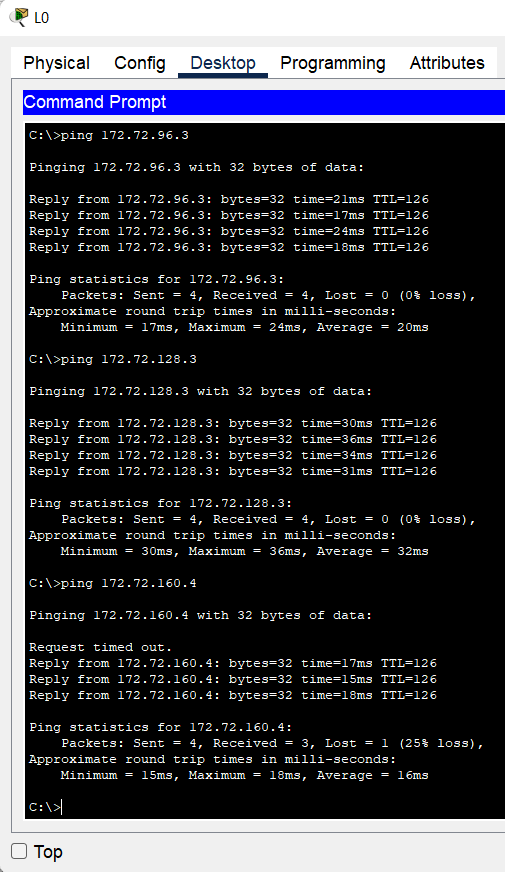 L0
Physical Config Desktop Programming Attributes
Command Prompt
C:\>ping 172.72.96.3
Pinging 172.72.96.3 with 32 bytes of data:
Reply from 172.72.96.3: bytes=32 time=21ms TTL=126
Reply from 172.72.96.3: bytes=32 time=17ms TTL=126
Reply from 172.72.96.3: bytes=32 time=24ms TTL=126
Reply from 172.72.96.3: bytes=32 time=18ms TTL=126
Ping statistics for 172.72.96.3:
Packets: Sent = 4, Received = 4, Lost = 0 (0% loss),
Approximate round trip times in milli-seconds:
Minimum = 17ms, Maximum = 24ms, Average = 20ms
C:\>ping 172.72.128.3
Pinging 172.72.128.3 with 32 bytes of data:
Reply from 172.72.128.3: bytes=32 time=30ms TTL=126
Reply from 172.72.128.3: bytes=32 time=36ms TTL=126
Reply from 172.72.128.3: bytes=32 time=34ms TTL=126
Reply from 172.72.128.3: bytes=32 time=31ms TTL=126
Ping statistics for 172.72.128.3:
Packets: Sent = 4, Received = 4, Lost = 0 (0% loss),
Approximate round trip times in milli-seconds:
Minimum = 30ms, Maximum = 36ms, Average = 32ms
C:\>ping 172.72.160.4
Pinging 172.72.160.4 with 32 bytes of data:
Request timed out.
Reply from 172.72.160.4: bytes=32 time=17ms TTL=126
Reply from 172.72.160.4: bytes=32 time=15ms TTL=126
Reply from 172.72.160.4: bytes=32 time=18ms TTL=126
Ping statistics for 172.72.160.4:
Packets: Sent = 4, Received = 3, Lost = 1 (25% loss),
Approximate round trip times in milli-seconds:
Minimum = 15ms, Maximum = 18ms, Average = 16ms
C:\>
Top